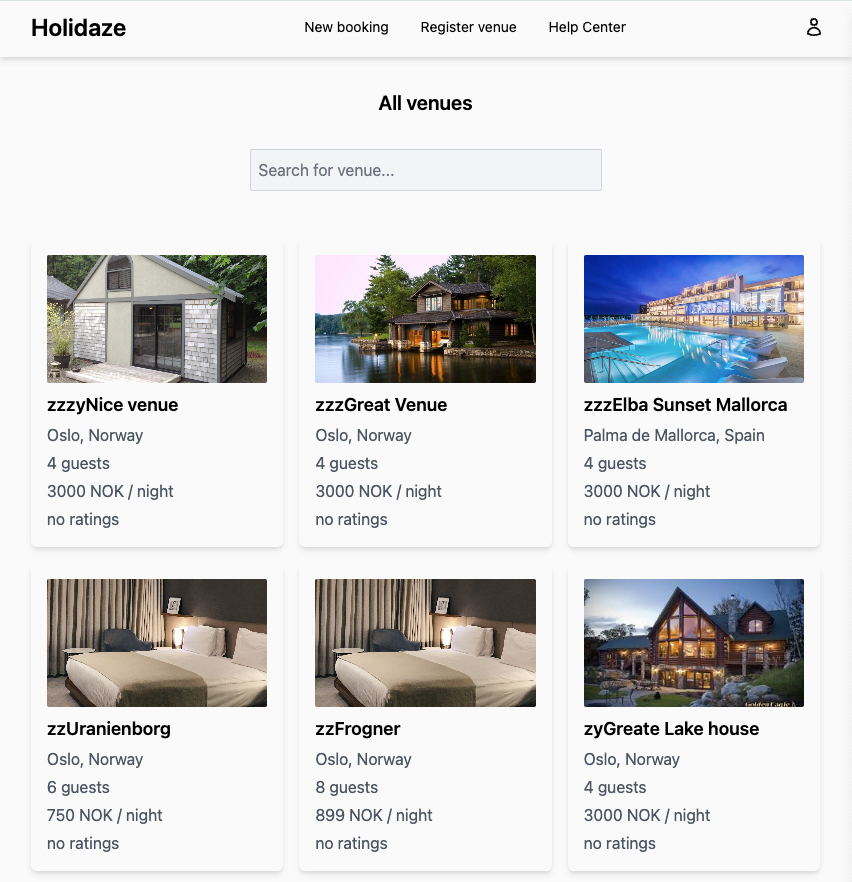 Holidaze
New booking
Register venue
Help Center
All venues
Search for venue...
zzzyNice venue
Oslo, Norway
4 guests
3000 NOK / night
no ratings
zzzGreat Venue
Oslo, Norway
4 guests
3000 NOK / night
no ratings
zzzElba Sunset Mallorca
Palma de Mallorca, Spain
4 guests
3000 NOK / night
no ratings
zzUranienborg
Oslo, Norway
6 guests
750 NOK / night
no ratings
zzFrogner
Oslo, Norway
8 guests
899 NOK / night
no ratings
Golden Eagle
zyGreate Lake house
Oslo, Norway
4 guests
3000 NOK / night
no ratings